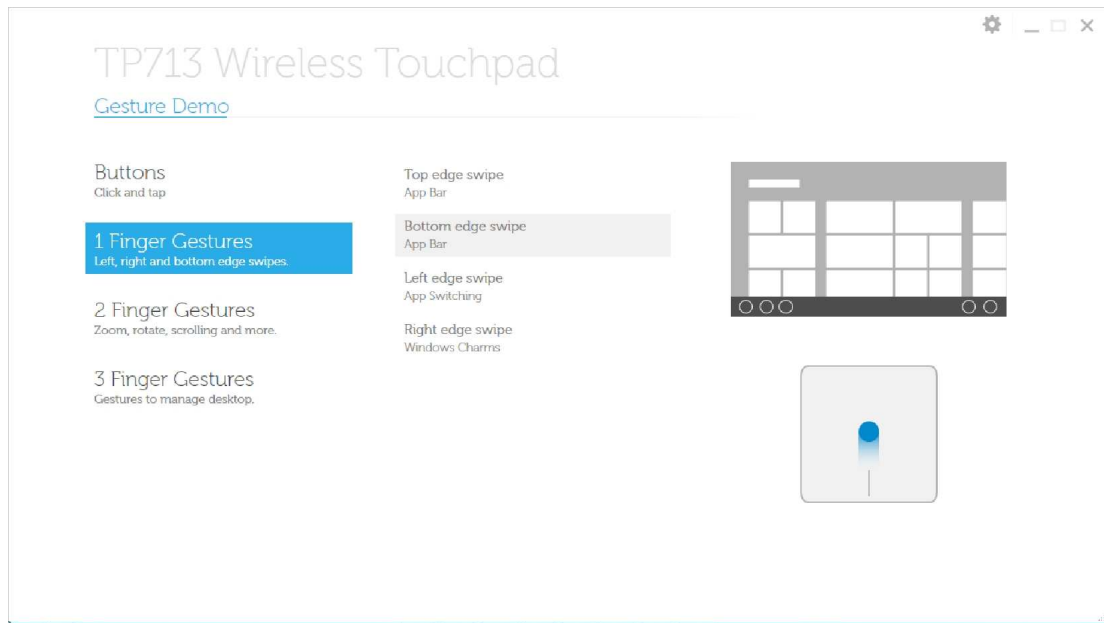 TP713 Wireless Touchpad
Gesture Demo
Buttons
Click and tap
1 Finger Gestures
Left, right and bottom edge swipes.
2 Finger Gestures
Zoom, rotate, scrolling and more.
3 Finger Gestures
Gestures to manage desktop.
Top edge swipe
App Bar
Bottom edge swipe
App Bar
Left edge swipe
App Switching
Right edge swipe
Windows Charms